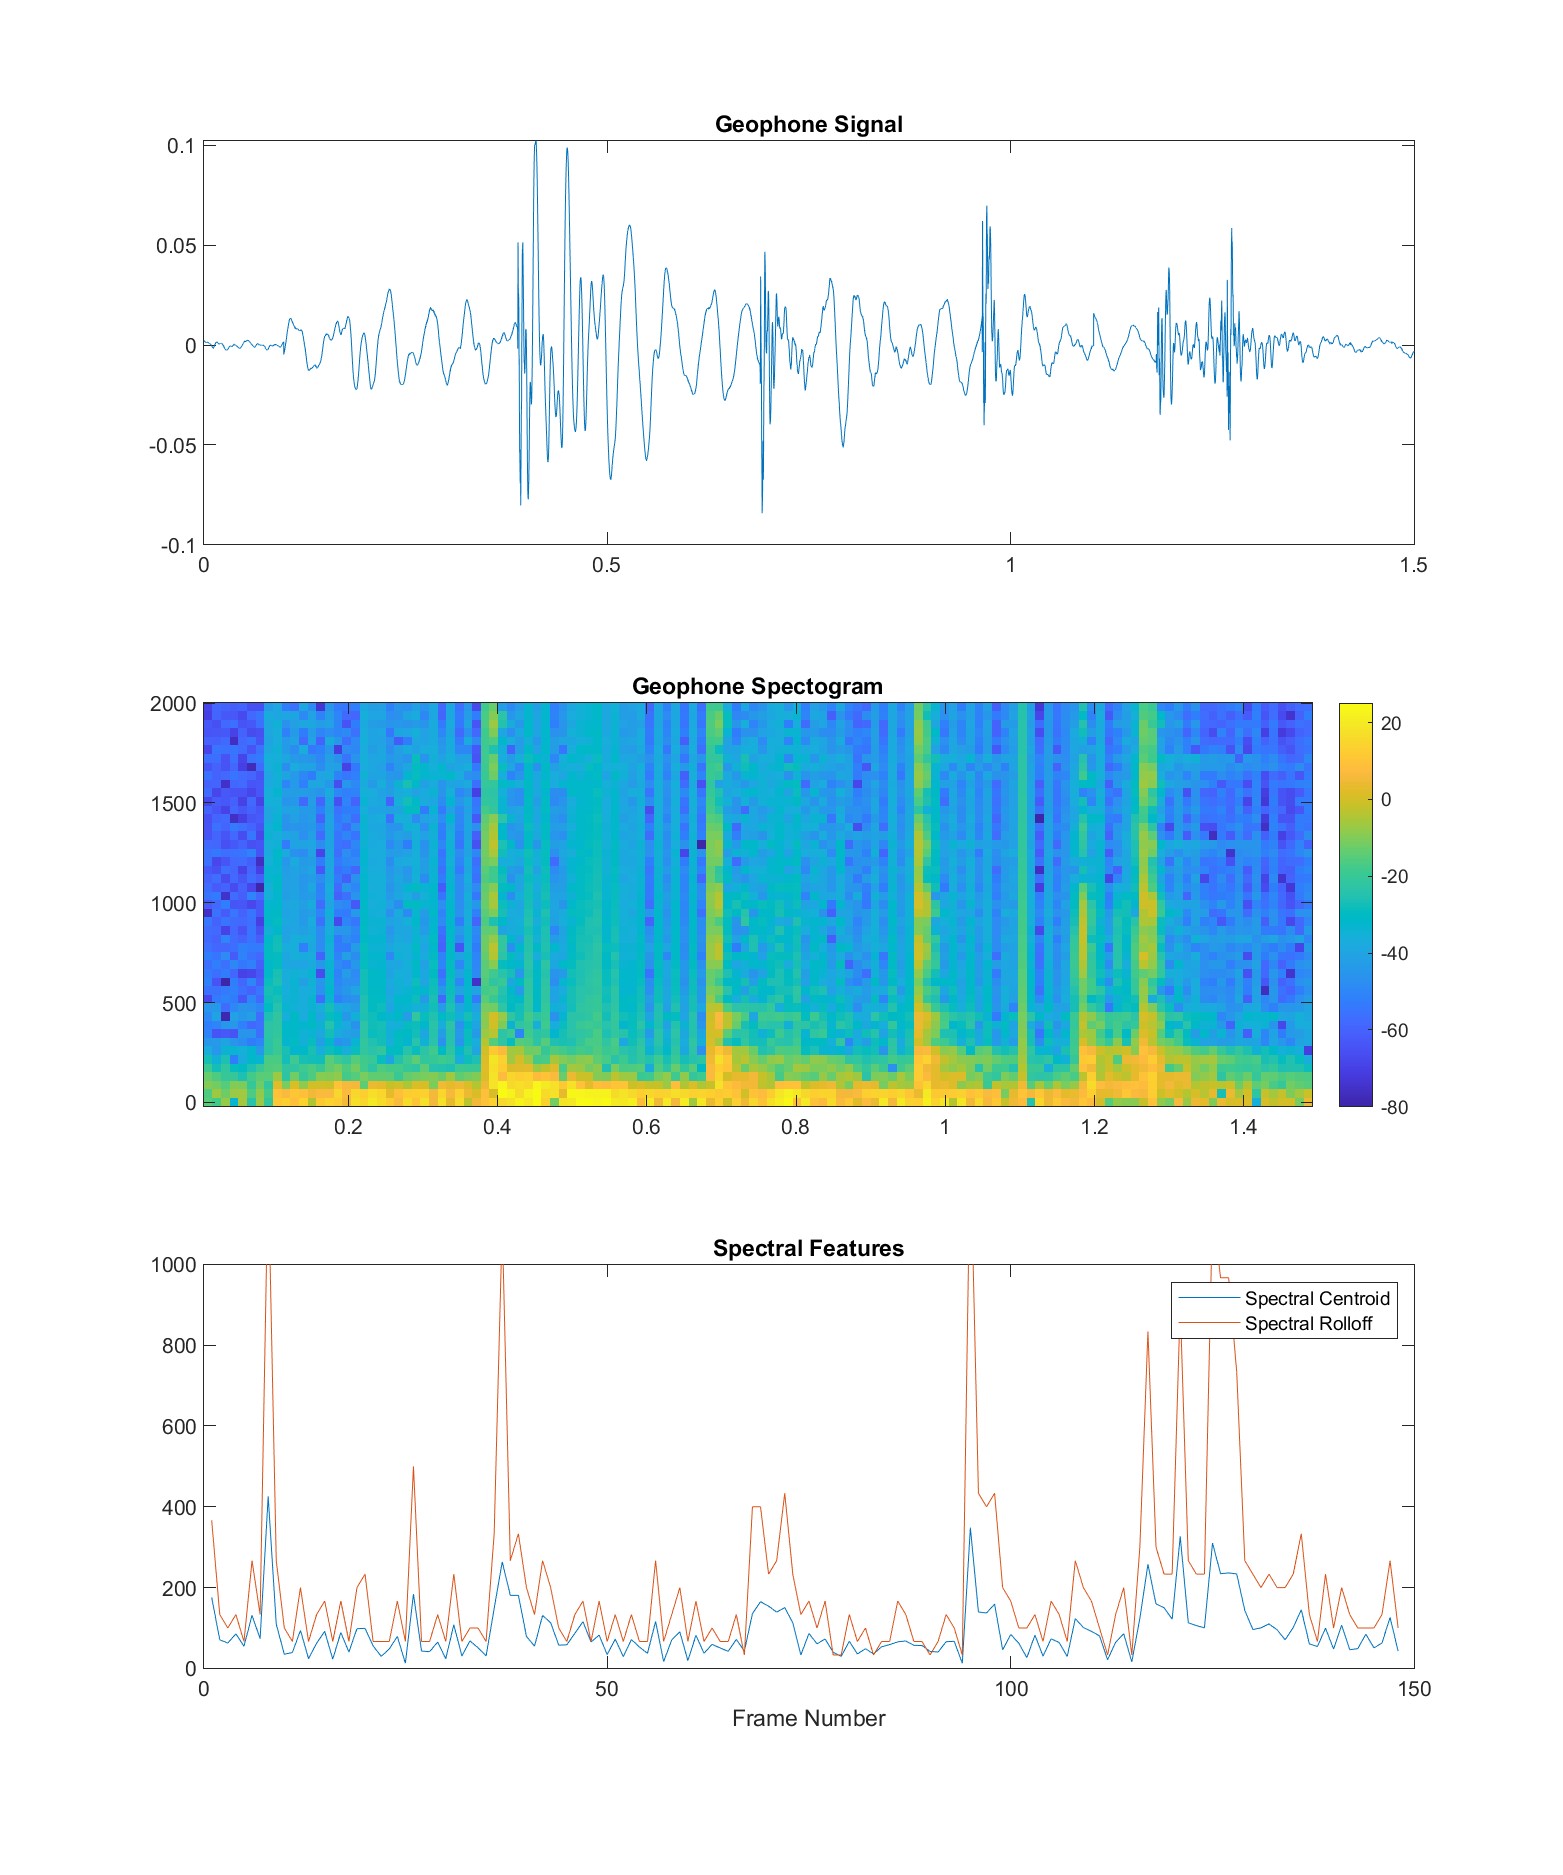 Geophone Signal
0.1
0.05
0
-0.05
-0.1
0 0.5 1 1.5
Geophone Spectogram
2000
1500
1000
500
0
0.2 0.4 0.6 0.8 1 1.2 1.4
20
0
-20
-40
-60
-80
Spectral Features
1000
800
600
400
200
0
Spectral Centroid
Spectral Rolloff
0 50 100 150
Frame Number